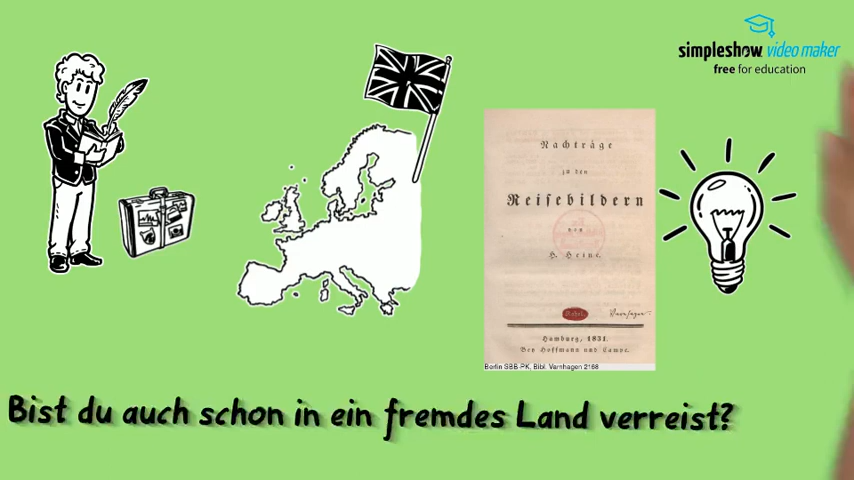 simpleshow video maker
free for education
Nachträge
zu den
Reisebildern
von
H. Heine.
Hamburg, 1831.
Bey Hoffmann und Campe.
Berlin SBB-PK, Bibl. Varnhagen 2168
Bist du auch schon in ein fremdes Land verreist?